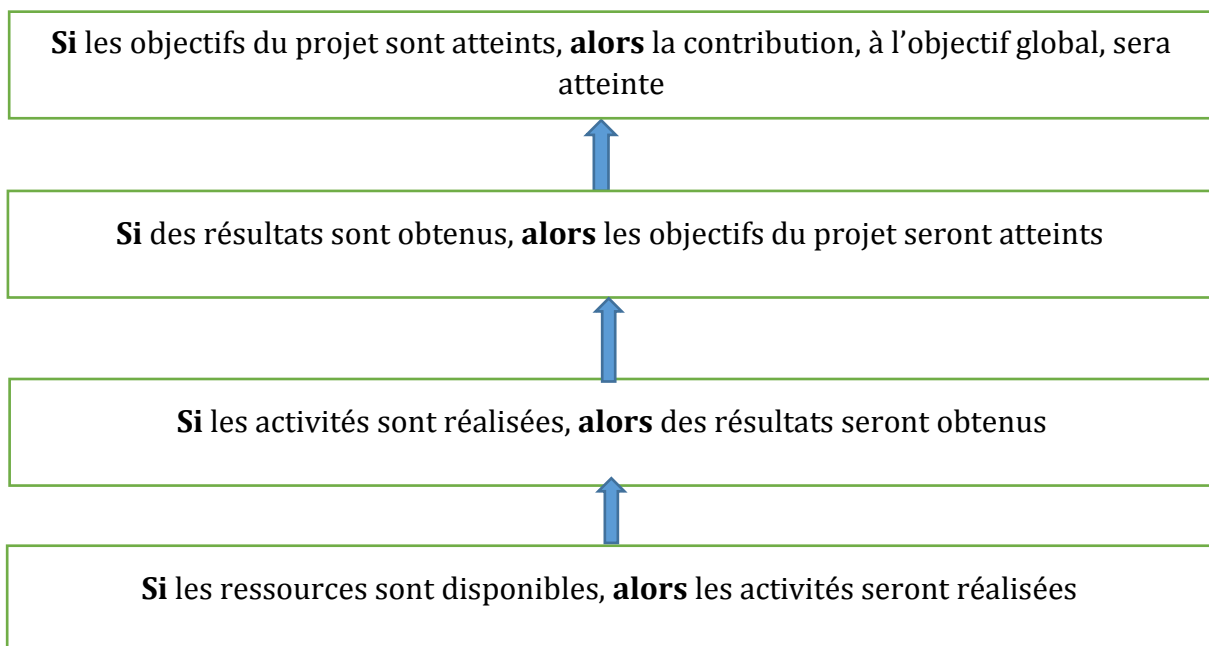 Si les objectifs du projet sont atteints, alors la contribution, à l’objectif global, sera
atteinte
Si des résultats sont obtenus, alors les objectifs du projet seront atteints
Si les activités sont réalisées, alors des résultats seront obtenus
Si les ressources sont disponibles, alors les activités seront réalisées